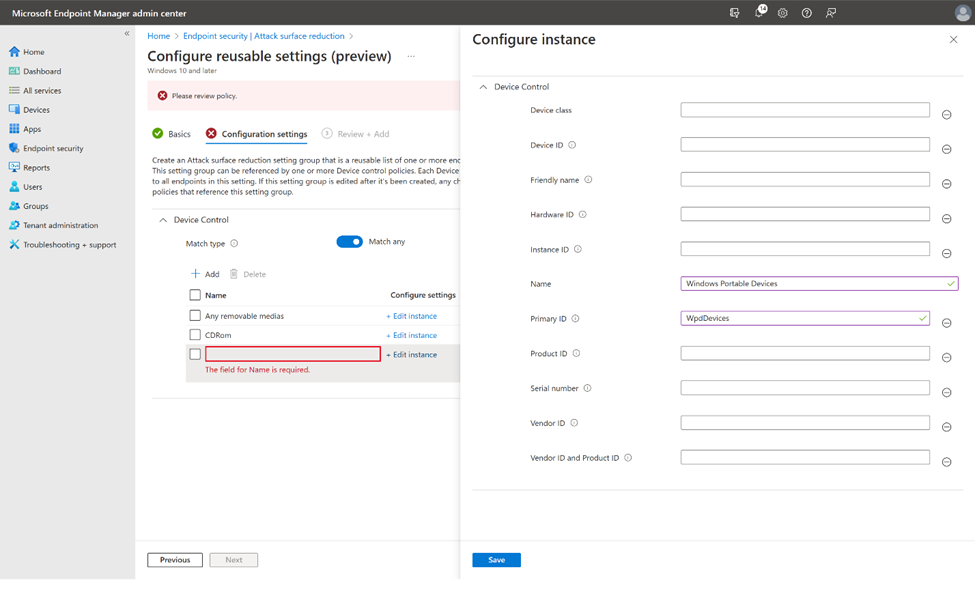 Microsoft Endpoint Manager admin center
14
«
Home
Dashboard
All services
Devices
Apps
Endpoint security
Reports
Users
Groups
Tenant administration
Troubleshooting + support
Home > Endpoint security | Attack surface reduction >
Configure reusable settings (preview) ...
Windows 10 and later
Please review policy.
Basics
Configuration settings
3 Review + Add
Create an Attack surface reduction setting group that is a reusable list of one or more enc
This setting group can be referenced by one or more Device control policies. Each Device
to all endpoints in this setting. If this setting group is edited after it's been created, any ch
policies that reference this setting group.
Device Control
Match type
Match any
+ Add
Delete
Name Configure settings
Any removable medias + Edit instance
CDRom + Edit instance
+ Edit instance
The field for Name is required.
Previous
Next
Configure instance
Device Control
Device class
Device ID
Friendly name
Hardware ID
Instance ID
Name Windows Portable Devices
Primary ID WpdDevices
Product ID
Serial number
Vendor ID
Vendor ID and Product ID
Save